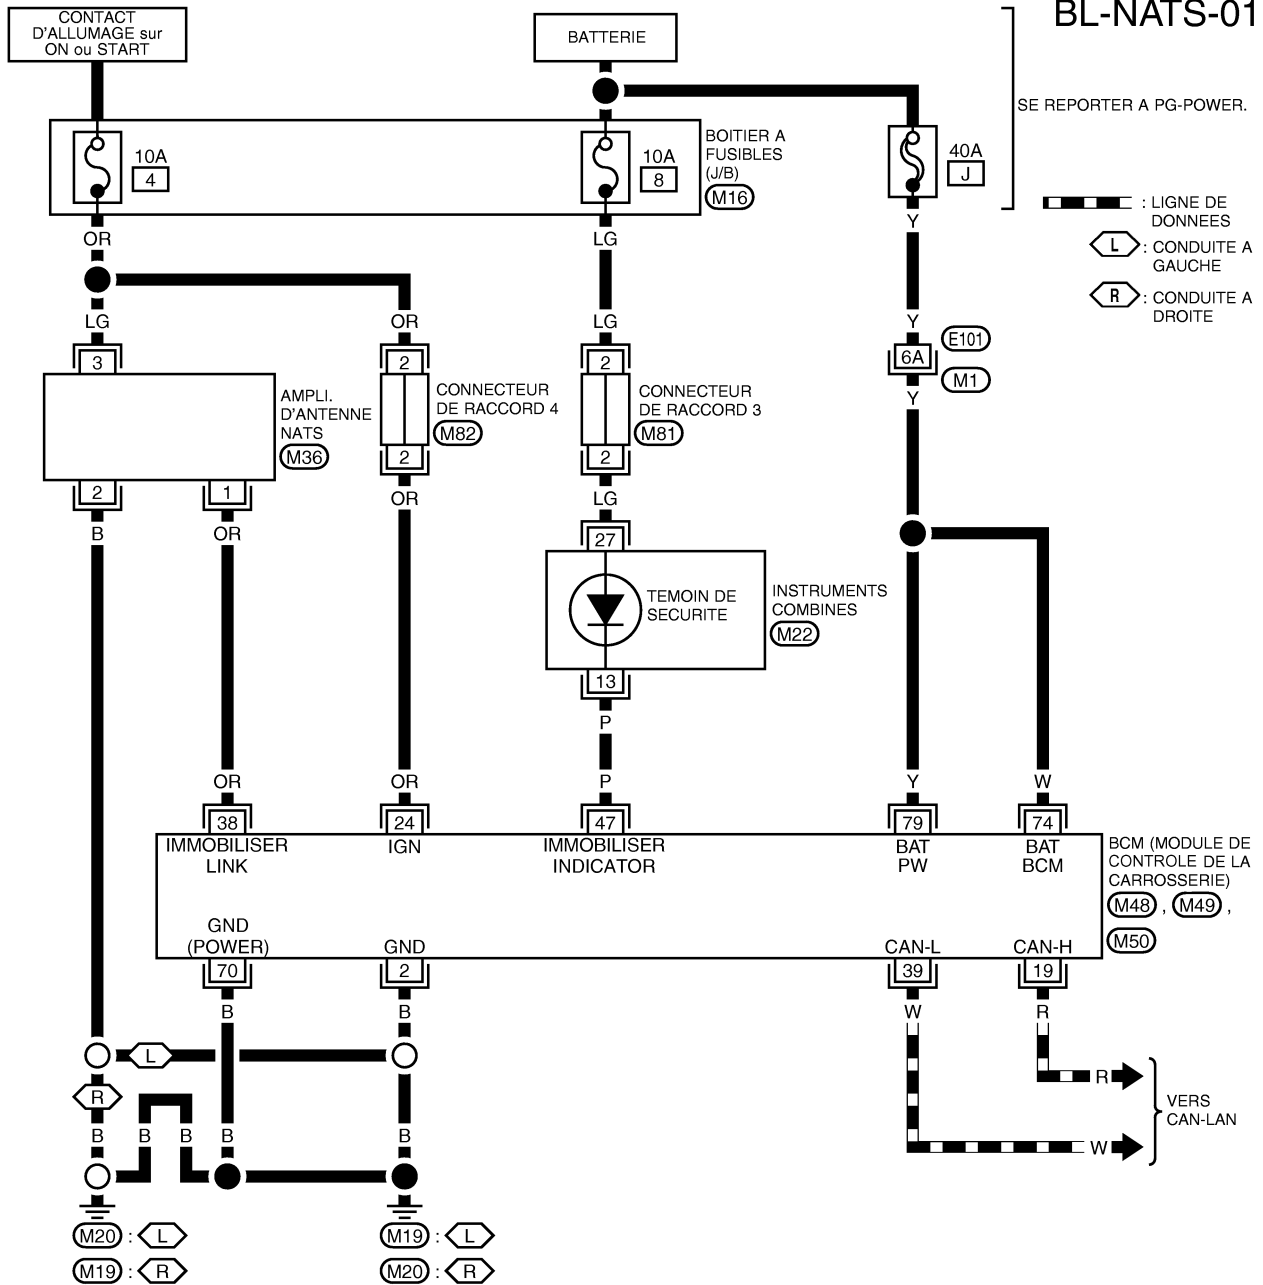 BL-NATS-01
CONTACT
D'ALLUMAGE sur
ON ou START
BATTERIE
SE REPORTER A PG-POWER.
10A
4
10A
8
BOITIER A
FUSIBLES
(J/B)
M16
40A
J
: LIGNE DE
DONNEES
L : CONDUITE A
GAUCHE
R : CONDUITE A
DROITE
OR
LG
Y
LG
OR
LG
Y
3
2
2
6A
E101
M1
Y
AMPLI.
D'ANTENNE
NATS
M36
CONNECTEUR
DE RACCORD 4
M82
CONNECTEUR
DE RACCORD 3
M81
2
1
2
2
B
OR
OR
LG
27
TEMOIN DE
SECURITE
INSTRUMENTS
COMBINES
M22
13
P
OR
OR
P
Y
W
38
24
47
79
74
IMMOBILISER
LINK
IGN
IMMOBILISER
INDICATOR
BAT
PW
BAT
BCM
BCM (MODULE DE
CONTROLE DE LA
CARROSSERIE)
M48 , M49 ,
M50
GND
(POWER)
GND
CAN-L
CAN-H
70
2
39
19
B
B
W
R
L
R
R
W
VERS
CAN-LAN
B
B
B
B
B
M20 : L
M19 : R
M19 : L
M20 : R